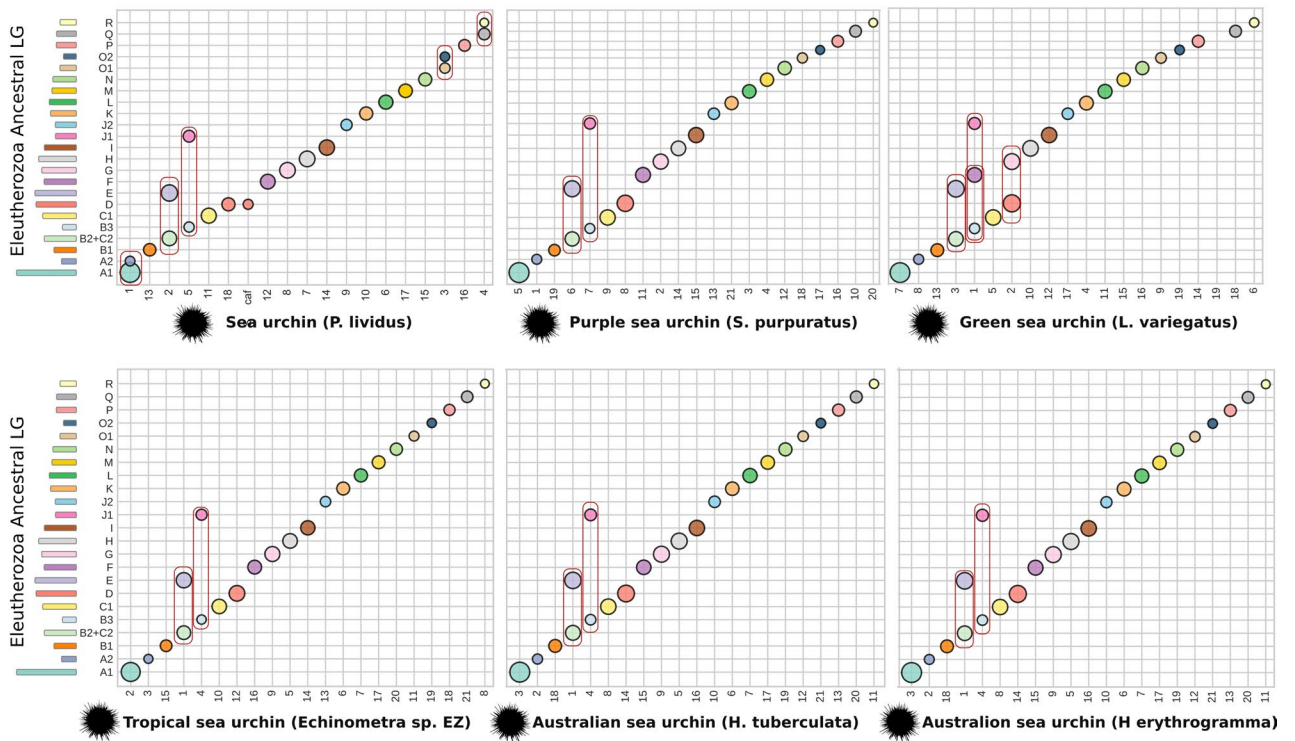 Eleutherozoa Ancestral LG
R
Q
P
O2
O1
N
M
L
K
J2
J1
I
H
G
F
E
D
C1
B3
B2+C2
B1
A2
A1
1 13 2 5 11 18 caf 12 8 7 14 9 10 6 17 15 3 16 4
Sea urchin (P. lividus)
5 1 19 6 7 9 8 11 2 14 15 13 21 3 4 12 18 17 16 10 20
Purple sea urchin (S. purpuratus)
7 8 13 3 1 5 2 10 12 17 4 11 15 16 9 19 14 18 6
Green sea urchin (L. variegatus)
Eleutherozoa Ancestral LG
R
Q
P
O2
O1
N
M
L
K
J2
J1
I
H
G
F
E
D
C1
B3
B2+C2
B1
A2
A1
2 3 15 1 4 10 12 16 9 5 14 13 6 7 17 20 11 19 18 21 8
Tropical sea urchin (Echinometra sp. EZ)
3 2 18 1 4 8 14 15 9 5 16 10 6 7 17 19 12 21 13 20 11
Australian sea urchin (H. tuberculata)
3 2 18 1 4 8 14 15 9 5 16 10 6 7 17 19 12 21 13 20 11
Australion sea urchin (H erythrogramma)